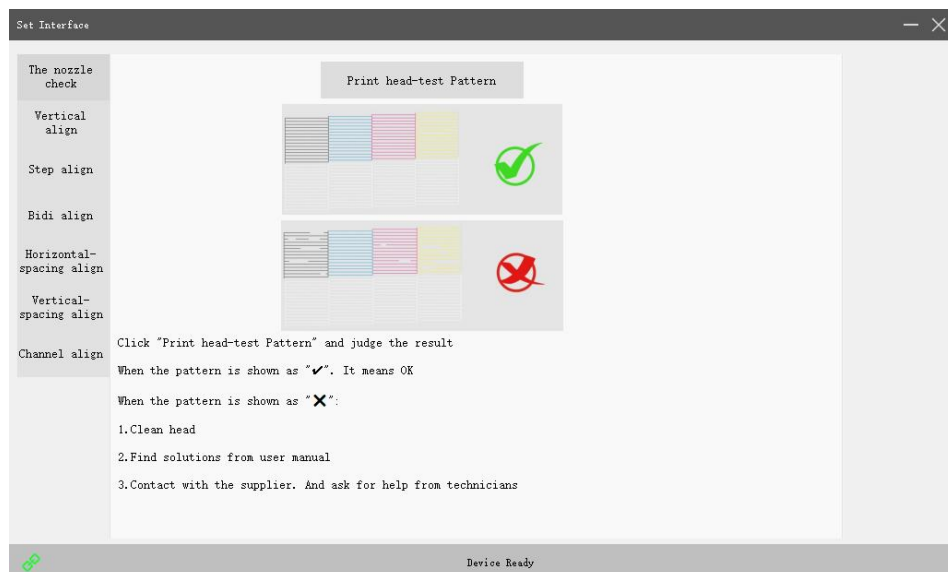 Set Interface
The nozzle
check
Vertical
align
Step align
Bidi align
Horizontal-
spacing align
Vertical-
spacing align
Channel align
Print head-test Pattern
Click "Print head-test Pattern" and judge the result
When the pattern is shown as "✔". It means OK
When the pattern is shown as "✖":
1.Clean head
2.Find solutions from user manual
3.Contact with the supplier. And ask for help from technicians
Device Ready